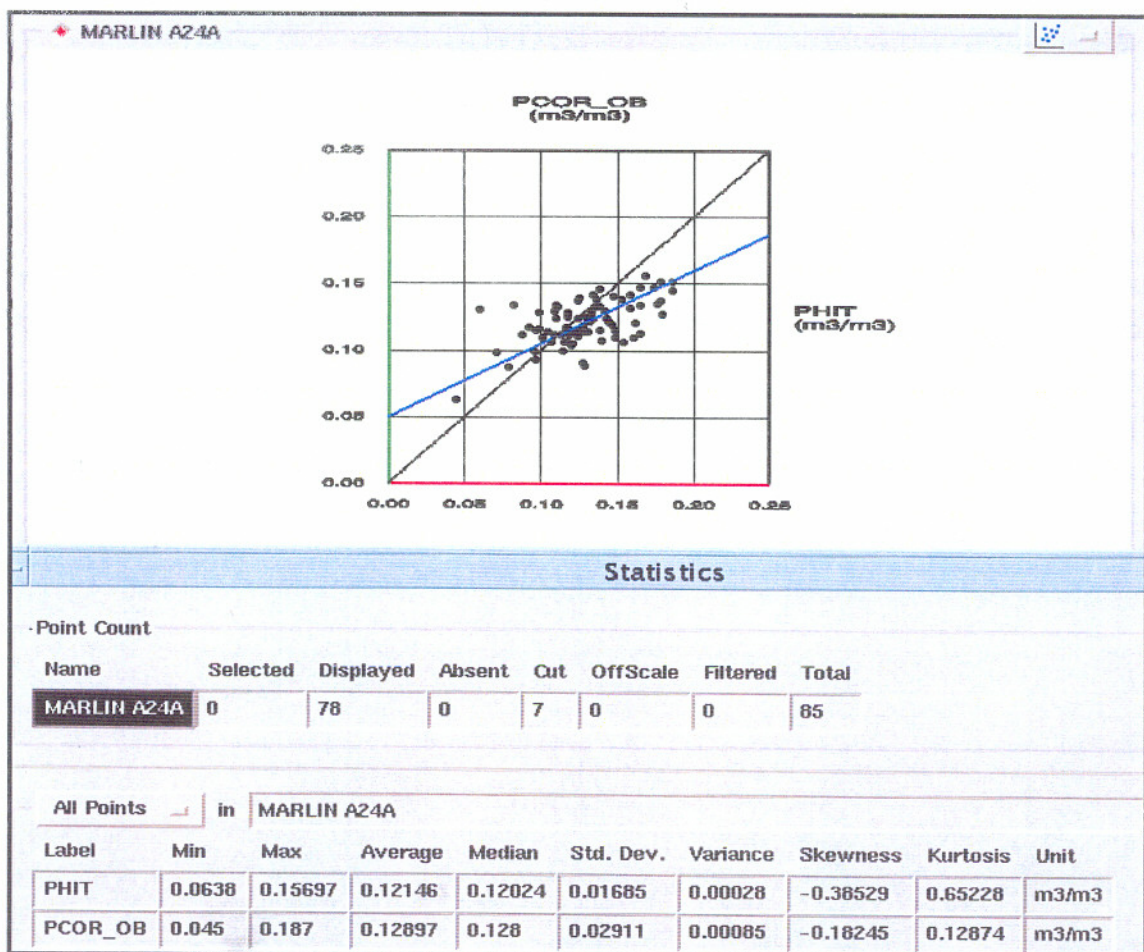 MARLIN A24A
PCOR_OB
(m3/m3)
0.25
0.20
0.15
0.10
0.05
0.00
PHIT
(m3/m3)
0.00 0.05 0.10 0.15 0.20 0.25
Statistics
Point Count
Name Selected Displayed Absent Cut OffScale Filtered Total
MARLIN A24A 0 78 0 7 0 0 85
All Points in MARLIN A24A
Label Min Max Average Median Std. Dev. Variance Skewness Kurtosis Unit
PHIT 0.0638 0.15697 0.12146 0.12024 0.01685 0.00028 -0.38529 0.65228 m3/m3
PCOR_OB 0.045 0.187 0.12897 0.128 0.02911 0.00085 -0.18245 0.12874 m3/m3